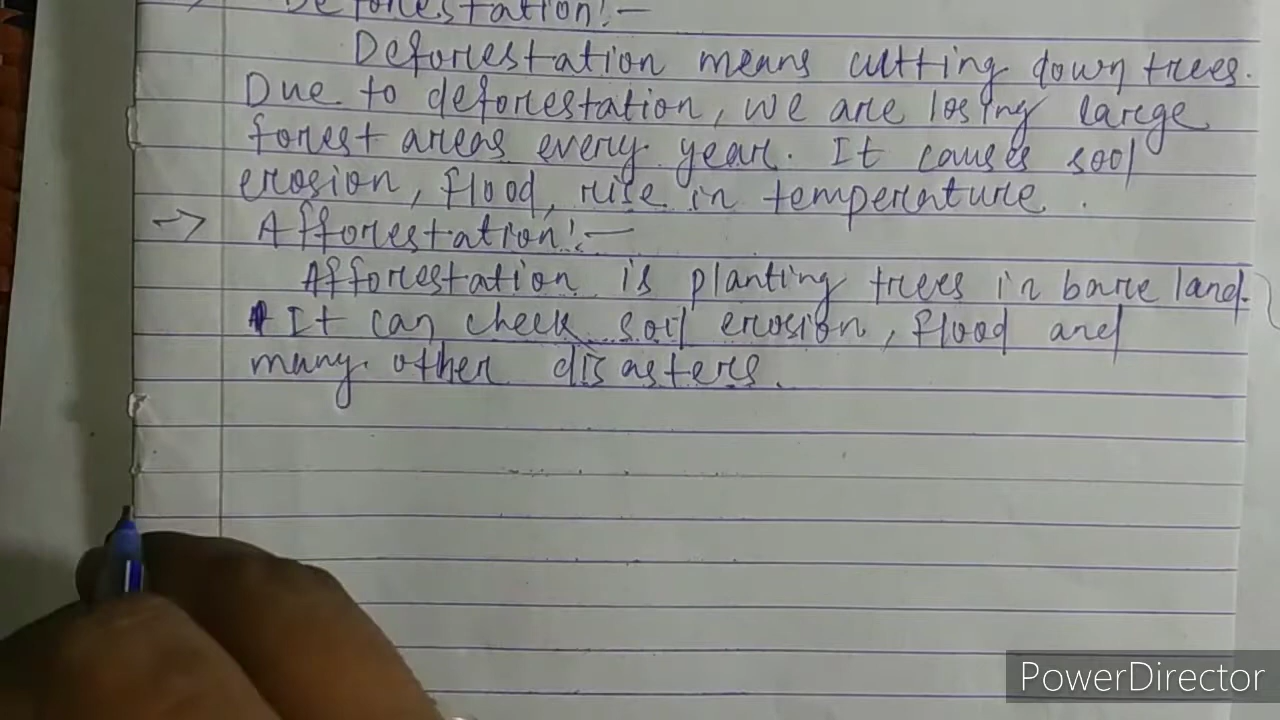 Deforestation:-
Deforestation means cutting down trees.
Due to deforestation, we are losing large
forest areas every year. It causes soil
erosion, flood, rise in temperature.
→ Afforestation:-
Afforestation is planting trees in bare land.
It can check soil erosion, flood and
many other disasters.
PowerDirector